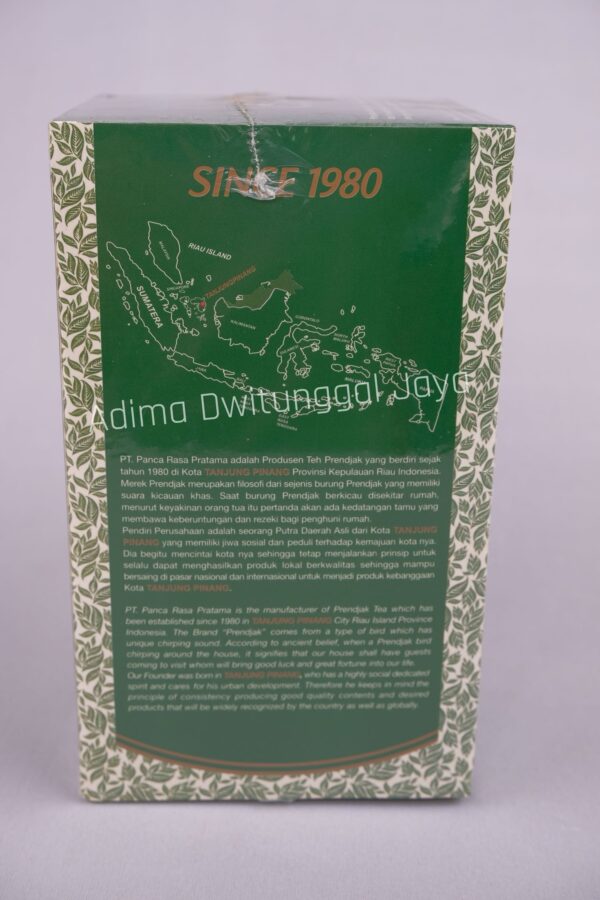 SINCE 1980
MALAYSIA
RIAU ISLAND
SINGAPORE
TANJUNGPINANG
SUMATERA
KALIMANTAN
GORONTALO
NORTH
MALUKU
JAVA
Adima Dwitunggal Jaya
PT. Panca Rasa Pratama adalah Produsen Teh Prendjak yang berdiri sejak
tahun 1980 di Kota TANJUNG PINANG Provinsi Kepulauan Riau Indonesia.
Merek Prendjak merupakan filosofi dari sejenis burung Prendjak yang memiliki
suara kicauan khas. Saat burung Prendjak berkicau disekitar rumah,
menurut keyakinan orang tua itu pertanda akan ada kedatangan tamu yang
membawa keberuntungan dan rezeki bagi penghuni rumah.
Pendiri Perusahaan adalah seorang Putra Daerah Asli dari Kota TANJUNG
PINANG yang memiliki jiwa sosial dan peduli terhadap kemajuan kota nya.
Dia begitu mencintai kota nya sehingga tetap menjalankan prinsip untuk
selalu dapat menghasilkan produk lokal berkwalitas sehingga mampu
bersaing di pasar nasional dan internasional untuk menjadi produk kebanggaan
Kota TANJUNG PINANG.
PT. Panca Rasa Pratama is the manufacturer of Prendjak Tea which has
been established since 1980 in TANJUNG PINANG City Riau Island Province
Indonesia. The Brand "Prendjak" comes from a type of bird which has
unique chirping sound. According to ancient belief, when a Prendjak bird
chirping around the house, it signifies that our house shall have guests
coming to visit whom will bring good luck and great fortune into our life.
Our Founder was born in TANJUNG PINANG, who has a highly social dedicated
spirit and cares for his urban development. Therefore he keeps in mind the
principle of consistency producing good quality contents and desired
products that will be widely recognized by the country as well as globally.